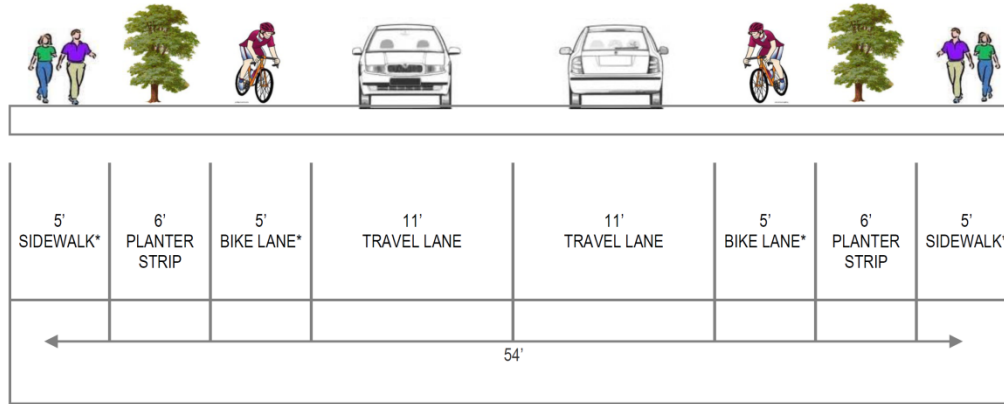 5'
SIDEWALK*
6'
PLANTER
STRIP
5'
BIKE LANE*
11'
TRAVEL LANE
11'
TRAVEL LANE
5'
BIKE LANE*
6'
PLANTER
STRIP
5'
SIDEWALK*
54'